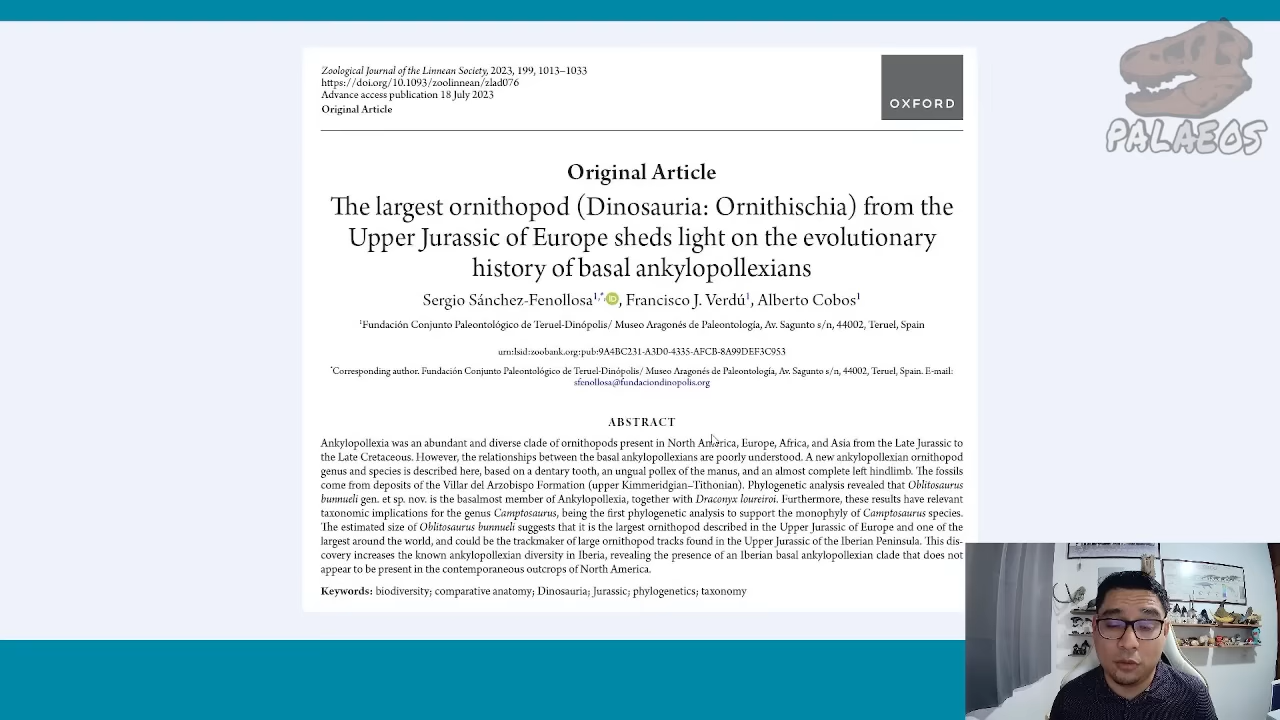 Zoological Journal of the Linnean Society, 2023, 199, 1013–1033
https://doi.org/10.1093/zoolinnean/zlad076
Advance access publication 18 July 2023
Original Article
OXFORD
PALAEOS
Original Article
The largest ornithopod (Dinosauria: Ornithischia) from the
Upper Jurassic of Europe sheds light on the evolutionary
history of basal ankylopollexians
Sergio Sánchez-Fenollosa1,*, Francisco J. Verdú1, Alberto Cobos1
1Fundación Conjunto Paleontológico de Teruel-Dinópolis/ Museo Aragonés de Paleontología, Av. Sagunto s/n, 44002, Teruel, Spain
urn:lsid:zoobank.org:pub:9A4BC231-A3D0-4335-AFCB-8A99DEF3C953
*Corresponding author. Fundación Conjunto Paleontológico de Teruel-Dinópolis/ Museo Aragonés de Paleontología, Av. Sagunto s/n, 44002, Teruel, Spain. E-mail:
sfenollosa@fundaciondinopolis.org
ABSTRACT
Ankylopollexia was an abundant and diverse clade of ornithopods present in North America, Europe, Africa, and Asia from the Late Jurassic to
the Late Cretaceous. However, the relationships between the basal ankylopollexians are poorly understood. A new ankylopollexian ornithopod
genus and species is described here, based on a dentary tooth, an ungual pollex of the manus, and an almost complete left hindlimb. The fossils
come from deposits of the Villar del Arzobispo Formation (upper Kimmeridgian–Tithonian). Phylogenetic analysis revealed that Oblitosaurus
bunnueli gen. et sp. nov. is the basalmost member of Ankylopollexia, together with Draconyx loureiroi. Furthermore, these results have relevant
taxonomic implications for the genus Camptosaurus, being the first phylogenetic analysis to support the monophyly of Camptosaurus species.
The estimated size of Oblitosaurus bunnueli suggests that it is the largest ornithopod described in the Upper Jurassic of Europe and one of the
largest around the world, and could be the trackmaker of large ornithopod tracks found in the Upper Jurassic of the Iberian Peninsula. This dis-
covery increases the known ankylopollexian diversity in Iberia, revealing the presence of an Iberian basal ankylopollexian clade that does not
appear to be present in the contemporaneous outcrops of North America.
Keywords: biodiversity; comparative anatomy; Dinosauria; Jurassic; phylogenetics; taxonomy